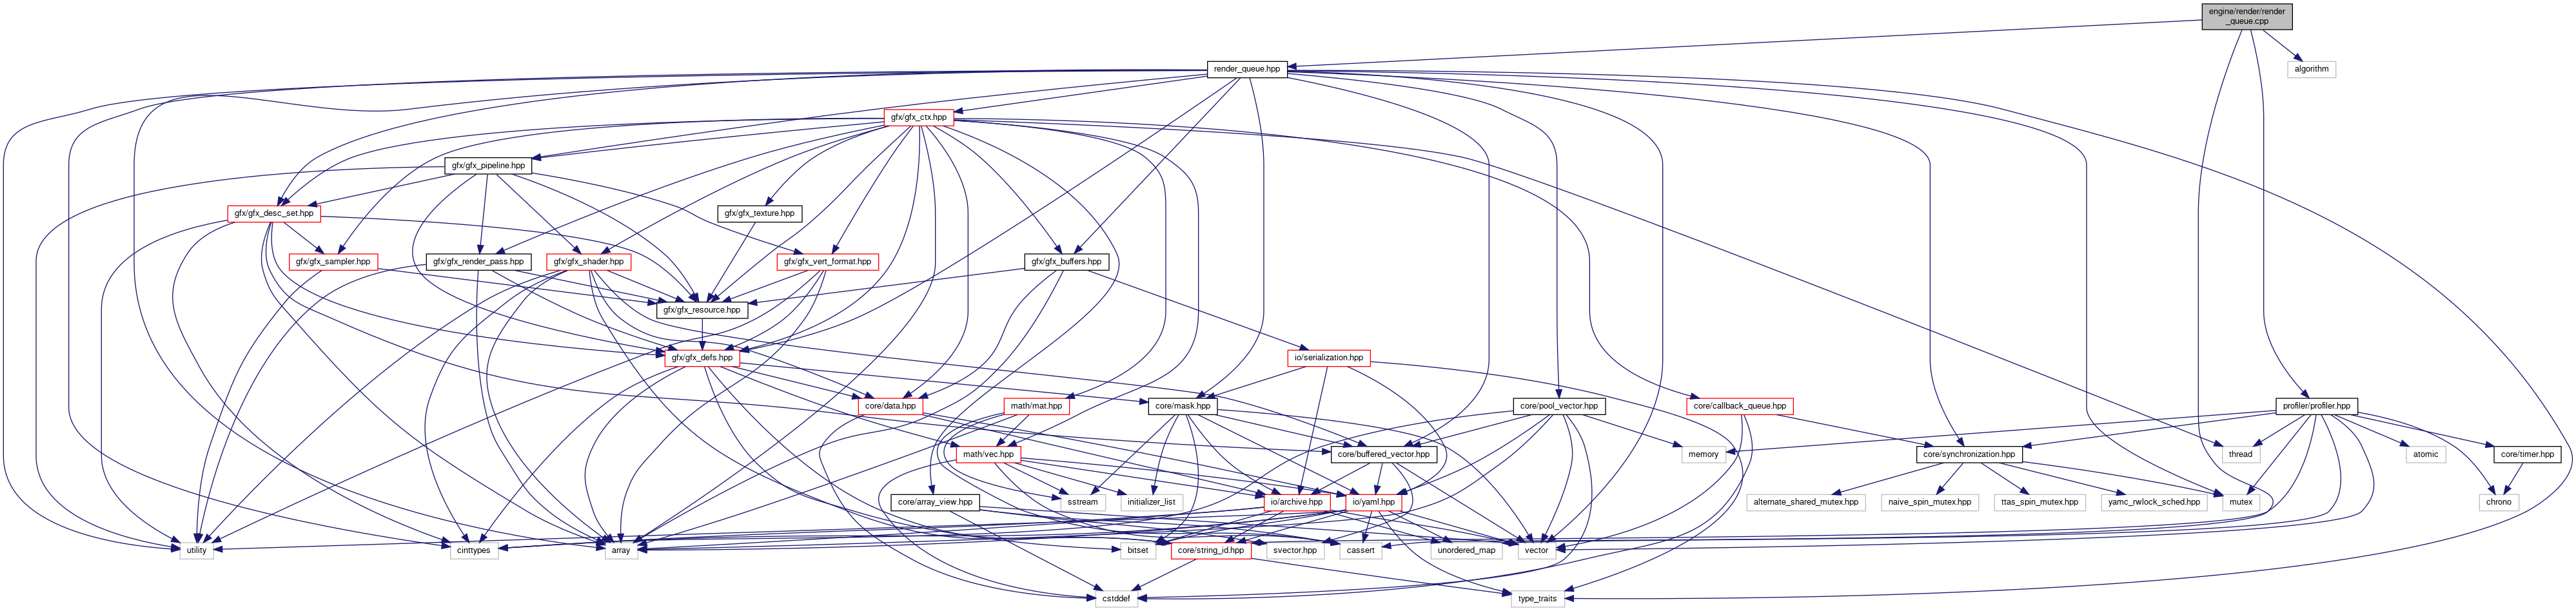 engine/render/render
_queue.cpp
render_queue.hpp
algorithm
gfx/gfx_ctx.hpp
gfx/gfx_pipeline.hpp
gfx/gfx_desc_set.hpp
gfx/gfx_texture.hpp
gfx/gfx_sampler.hpp
gfx/gfx_render_pass.hpp
gfx/gfx_shader.hpp
gfx/gfx_vert_format.hpp
gfx/gfx_buffers.hpp
gfx/gfx_resource.hpp
gfx/gfx_defs.hpp
io/serialization.hpp
core/data.hpp
math/mat.hpp
core/mask.hpp
core/pool_vector.hpp
core/callback_queue.hpp
profiler/profiler.hpp
math/vec.hpp
core/buffered_vector.hpp
memory
core/synchronization.hpp
thread
atomic
core/timer.hpp
core/array_view.hpp
sstream
initializer_list
io/archive.hpp
io/yaml.hpp
alternate_shared_mutex.hpp
naive_spin_mutex.hpp
ttas_spin_mutex.hpp
yamc_rwlock_sched.hpp
mutex
chrono
utility
cinttypes
array
bitset
core/string_id.hpp
svector.hpp
cassert
unordered_map
vector
cstddef
type_traits